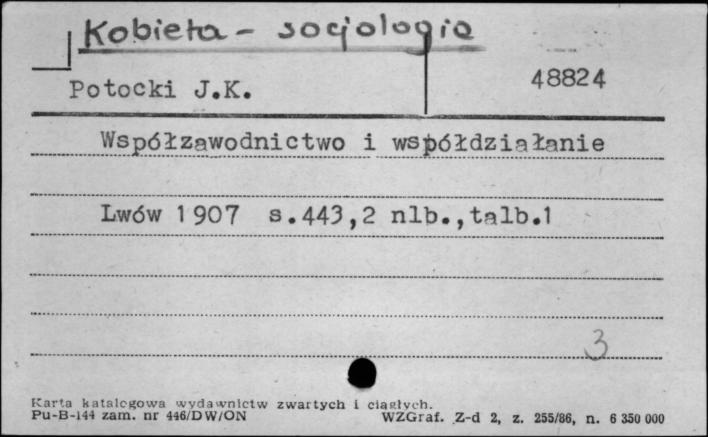 Kobieta - socjologia
Potocki J.K.
48824
Współzawodnictwo i współdziałanie
Lwów 1907 s.443,2 nlb.,talb.1
3
Karta katalogowa wydawnictw zwartych i ciągłych.
Pu-B-144 zam. nr 446/DW/ON
WZGraf. Z-d 2, z. 255/86, n. 6 350 000